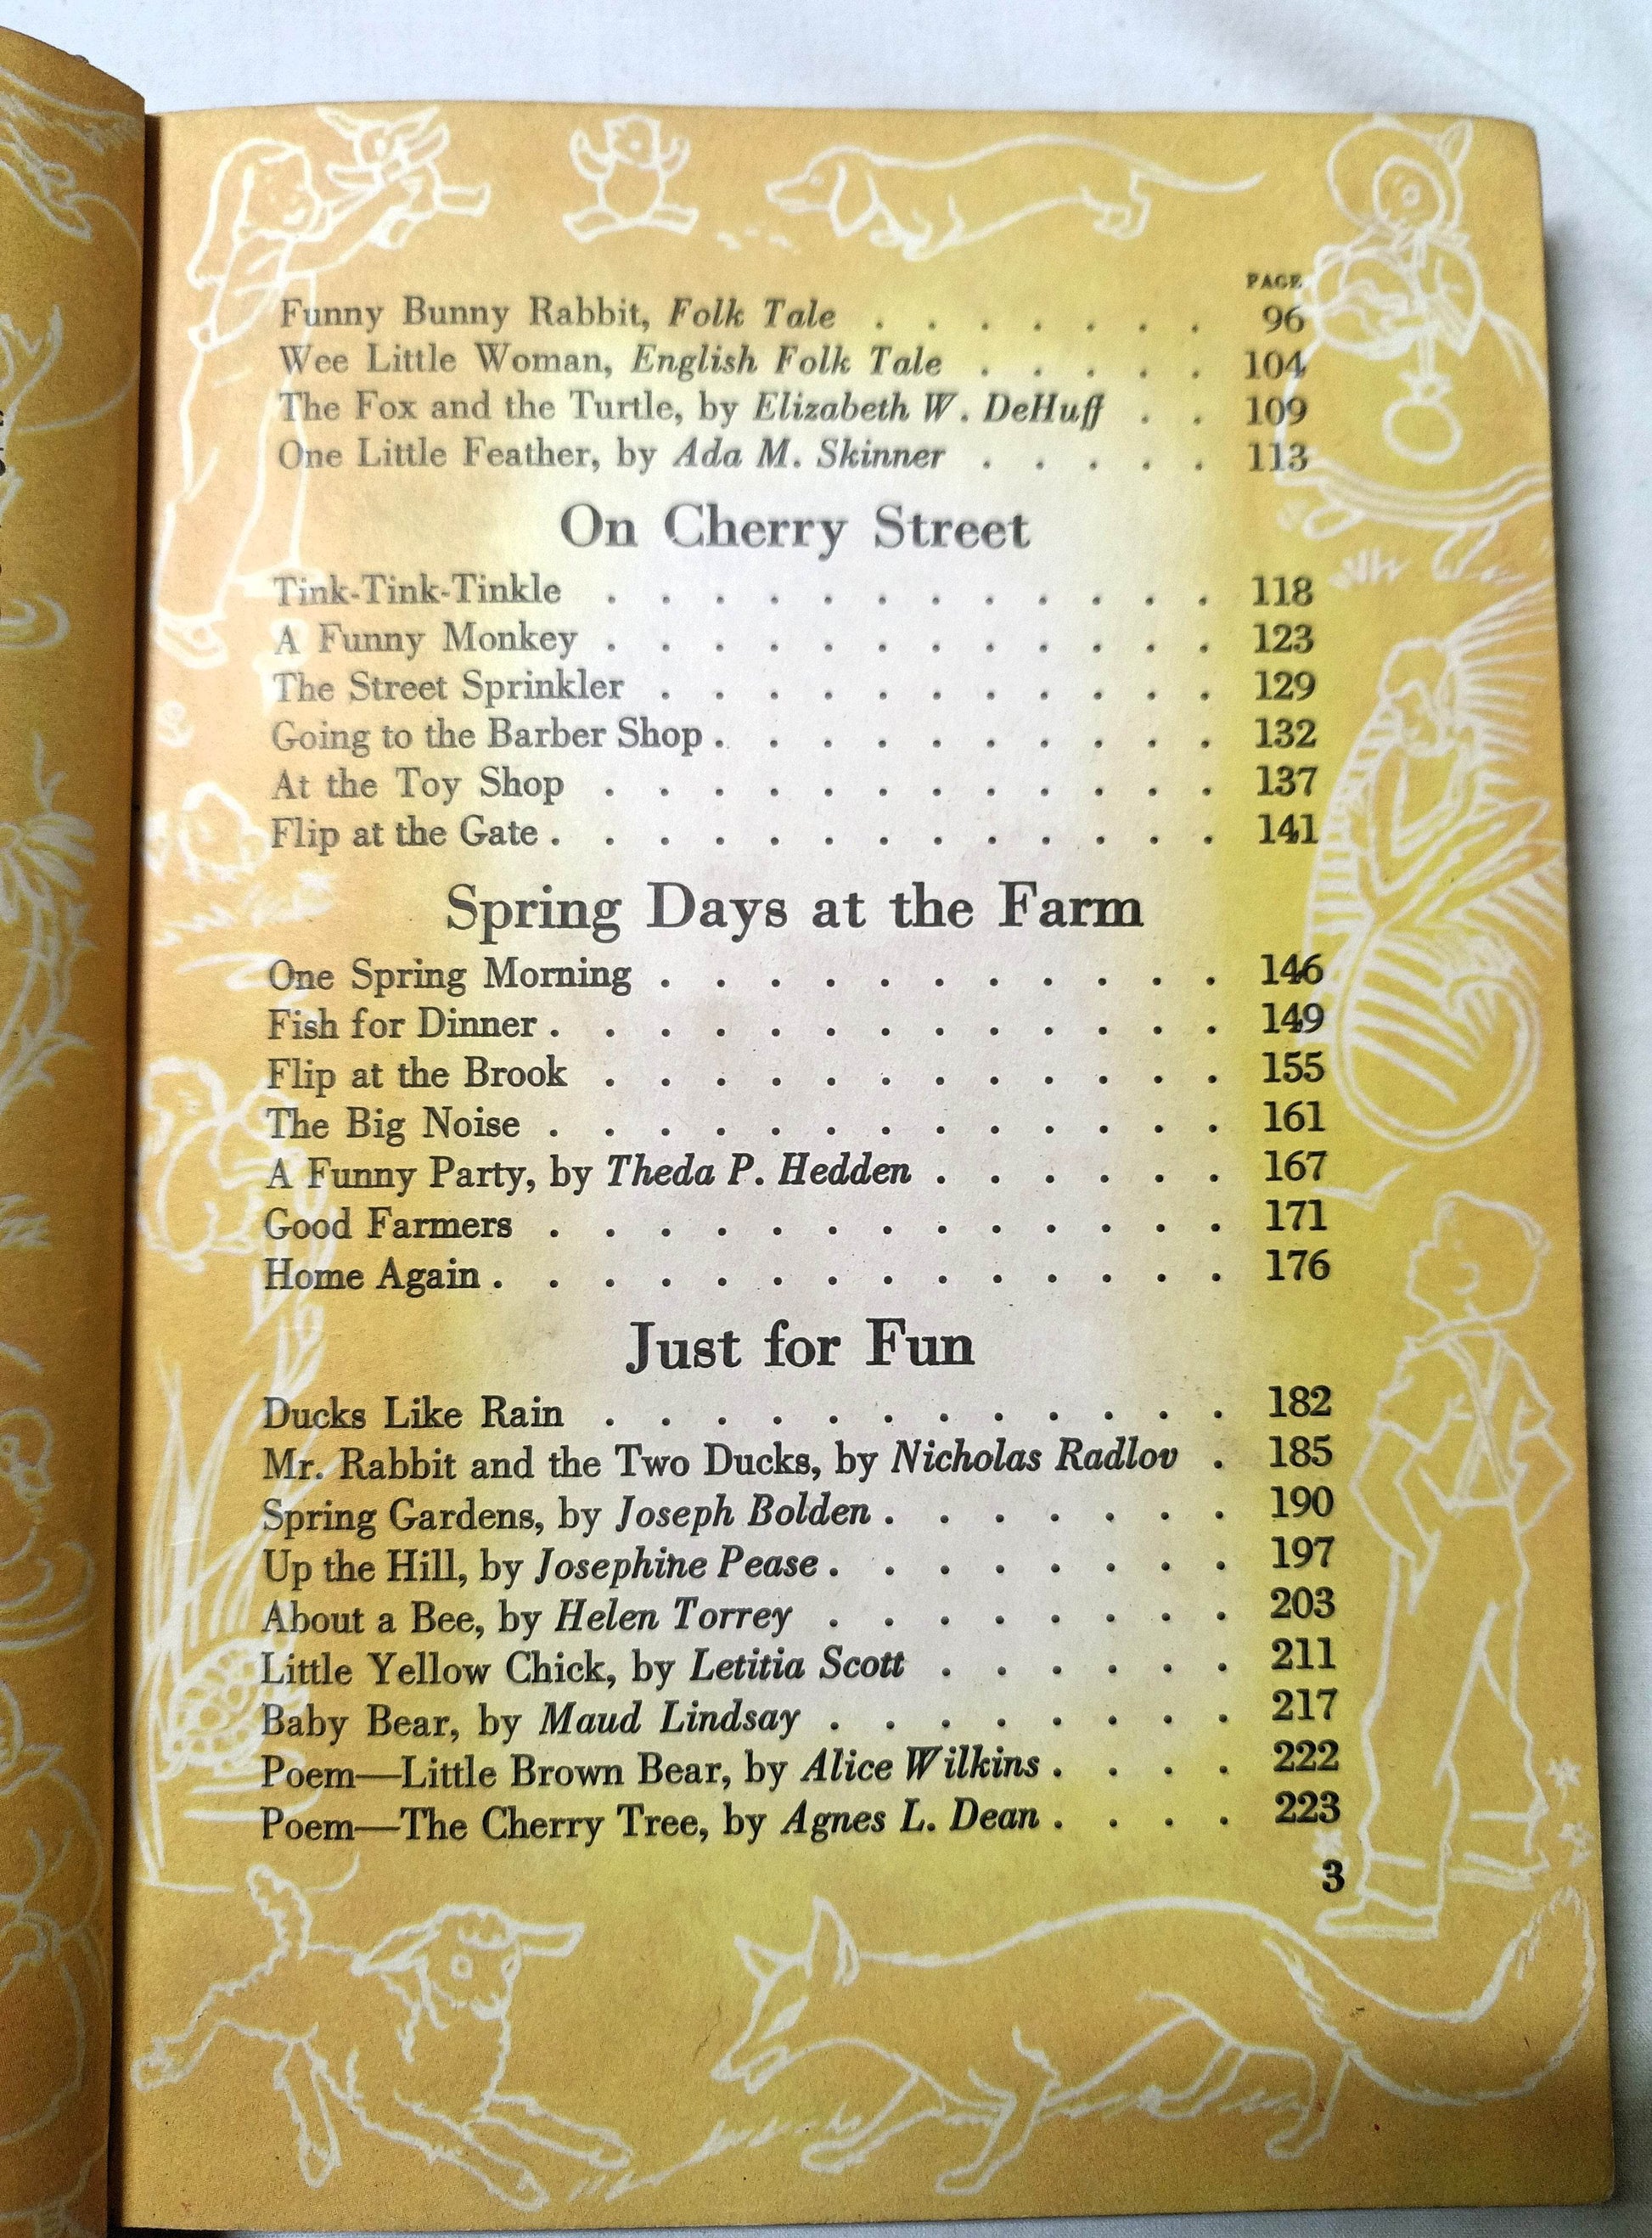 PAGE
Funny Bunny Rabbit, Folk Tale . . . . . . . 96
Wee Little Woman, English Folk Tale . . . . . 104
The Fox and the Turtle, by Elizabeth W. DeHuff . . 109
One Little Feather, by Ada M. Skinner . . . . . 113
On Cherry Street
Tink-Tink-Tinkle . . . . . . . . . . . . 118
A Funny Monkey . . . . . . . . . . . . 123
The Street Sprinkler . . . . . . . . . . . 129
Going to the Barber Shop . . . . . . . . . . 132
At the Toy Shop . . . . . . . . . . . . 137
Flip at the Gate . . . . . . . . . . . . . 141
Spring Days at the Farm
One Spring Morning . . . . . . . . . . . 146
Fish for Dinner . . . . . . . . . . . . . 149
Flip at the Brook . . . . . . . . . . . . 155
The Big Noise . . . . . . . . . . . . . 161
A Funny Party, by Theda P. Hedden . . . . . . 167
Good Farmers . . . . . . . . . . . . . 171
Home Again . . . . . . . . . . . . . . 176
Just for Fun
Ducks Like Rain . . . . . . . . . . . . 182
Mr. Rabbit and the Two Ducks, by Nicholas Radlov . 185
Spring Gardens, by Joseph Bolden . . . . . . . 190
Up the Hill, by Josephine Pease . . . . . . . . 197
About a Bee, by Helen Torrey . . . . . . . . 203
Little Yellow Chick, by Letitia Scott . . . . . . 211
Baby Bear, by Maud Lindsay . . . . . . . . 217
Poem—Little Brown Bear, by Alice Wilkins . . . . 222
Poem—The Cherry Tree, by Agnes L. Dean . . . . 223
3